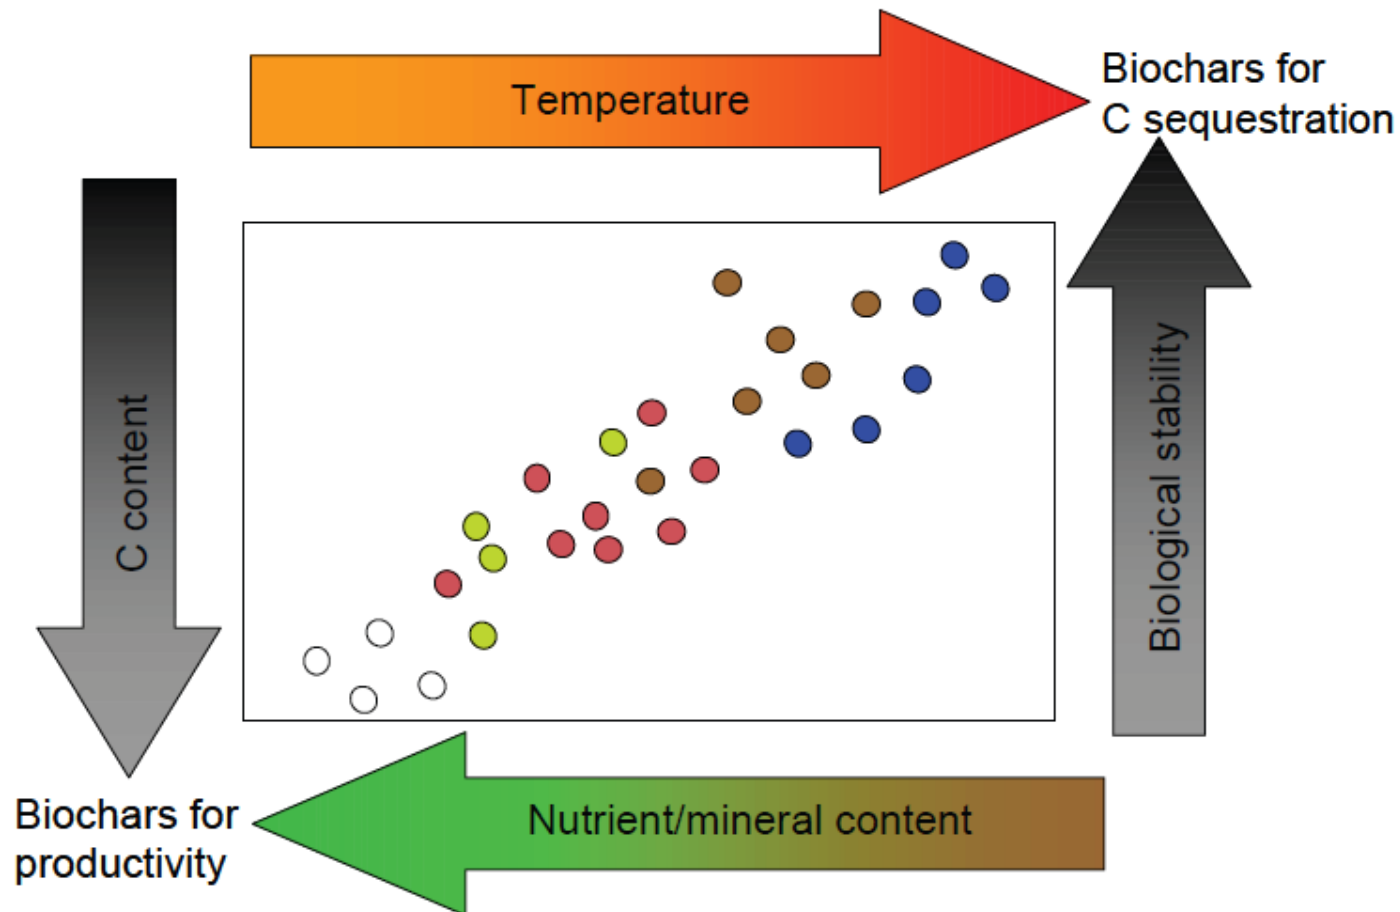 Temperature
Biochars for
C sequestration
C content
Biological stability
Nutrient/mineral content
Biochars for
productivity